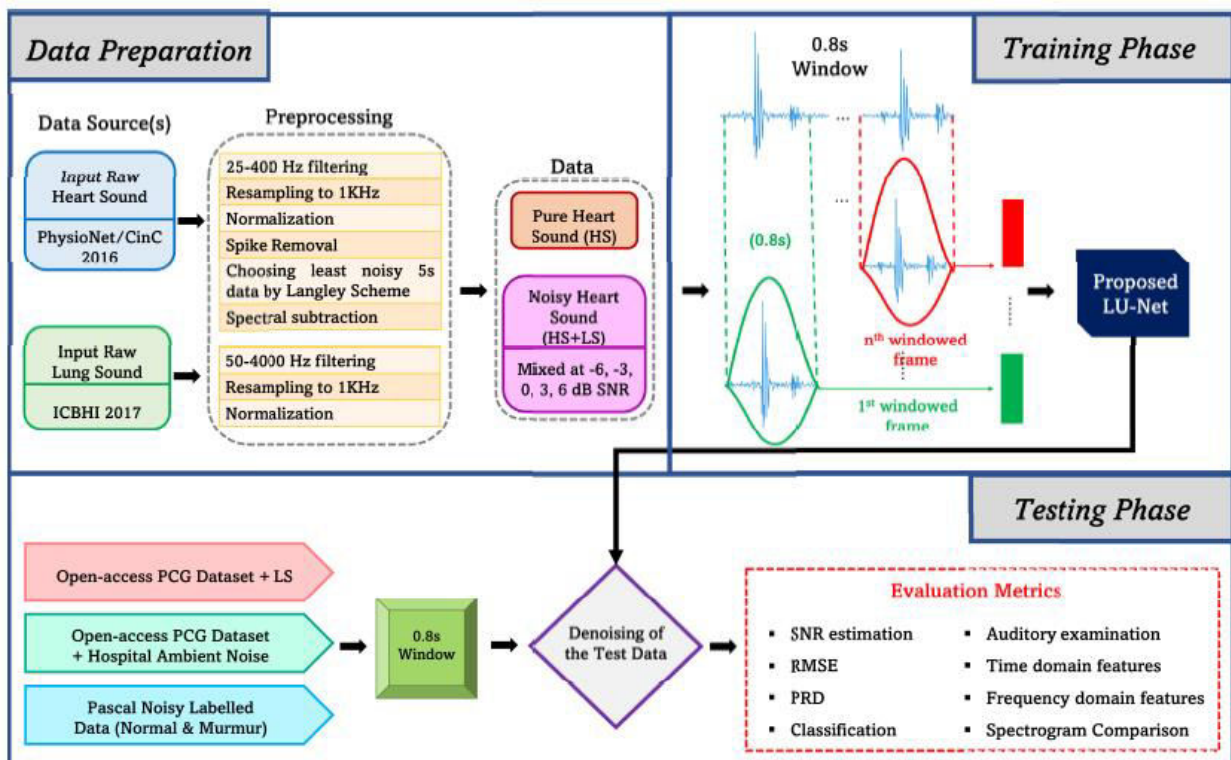 Data Preparation
Data Source(s)
Input Raw
Heart Sound
PhysioNet/CinC
2016
Input Raw
Lung Sound
ICBHI 2017
Preprocessing
25-400 Hz filtering
Resampling to 1KHz
Normalization
Spike Removal
Choosing least noisy 5s
data by Langley Scheme
Spectral subtraction
50-4000 Hz filtering
Resampling to 1KHz
Normalization
Data
Pure Heart
Sound (HS)
Noisy Heart
Sound
(HS+LS)
Mixed at -6, -3,
0, 3, 6 dB SNR
Training Phase
0.8s
Window
...
...
(0.8s)
nth windowed
frame
1st windowed
frame
Proposed
LU-Net
Testing Phase
Open-access PCG Dataset + LS
Open-access PCG Dataset
+ Hospital Ambient Noise
Pascal Noisy Labelled
Data (Normal & Murmur)
0.8s
Window
Denoising of
the Test Data
Evaluation Metrics
▪ SNR estimation
▪ RMSE
▪ PRD
▪ Classification
▪ Auditory examination
▪ Time domain features
▪ Frequency domain features
▪ Spectrogram Comparison